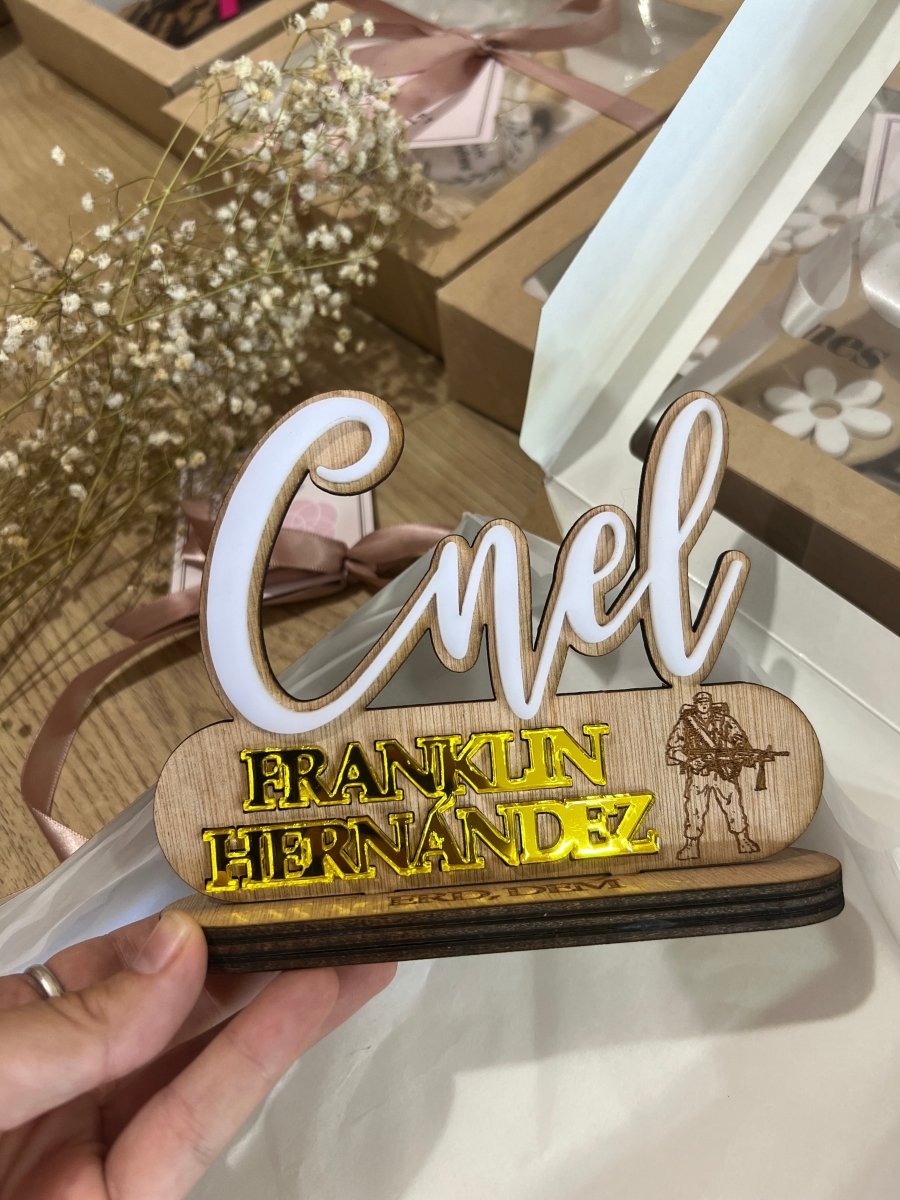 Cnel
FRANKLIN
HERNÁNDEZ
ERD, DEM